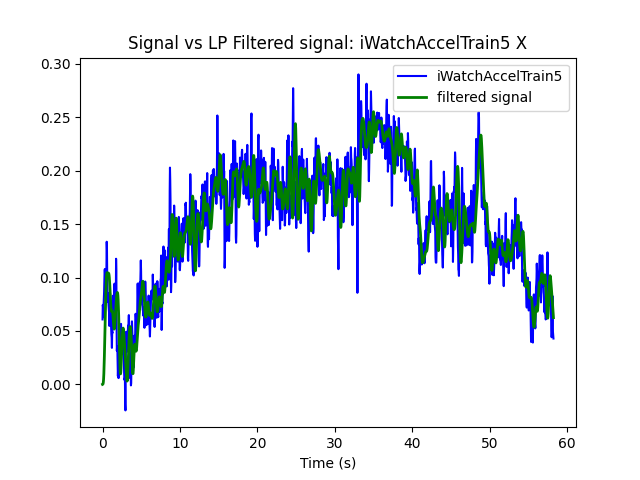 Signal vs LP Filtered signal: iWatchAccelTrain5 X
iWatchAccelTrain5
filtered signal
0.30
0.25
0.20
0.15
0.10
0.05
0.00
0 10 20 30 40 50 60
Time (s)